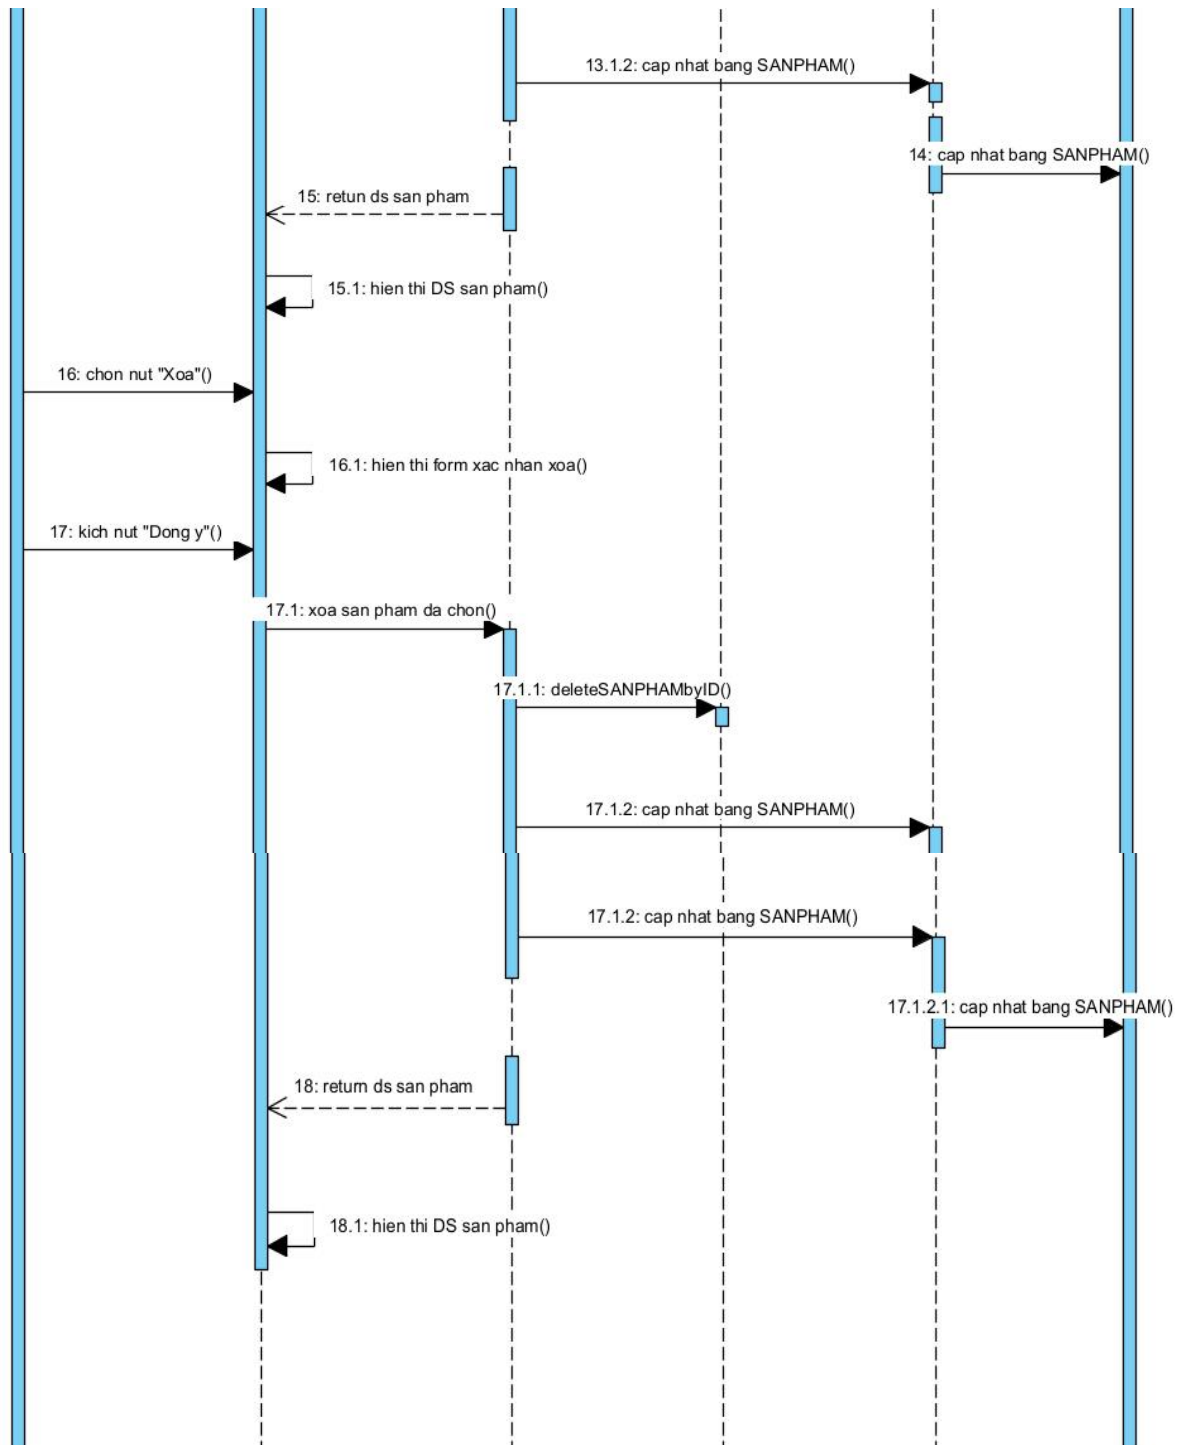 13.1.2: cap nhat bang SANPHAM()
14: cap nhat bang SANPHAM()
15: retun ds san pham
15.1: hien thi DS san pham()
16: chon nut "Xoa"()
16.1: hien thi form xac nhan xoa()
17: kich nut "Dong y"()
17.1: xoa san pham da chon()
17.1.1: deleteSANPHAMbyID()
17.1.2: cap nhat bang SANPHAM()
17.1.2: cap nhat bang SANPHAM()
17.1.2.1: cap nhat bang SANPHAM()
18: return ds san pham
18.1: hien thi DS san pham()